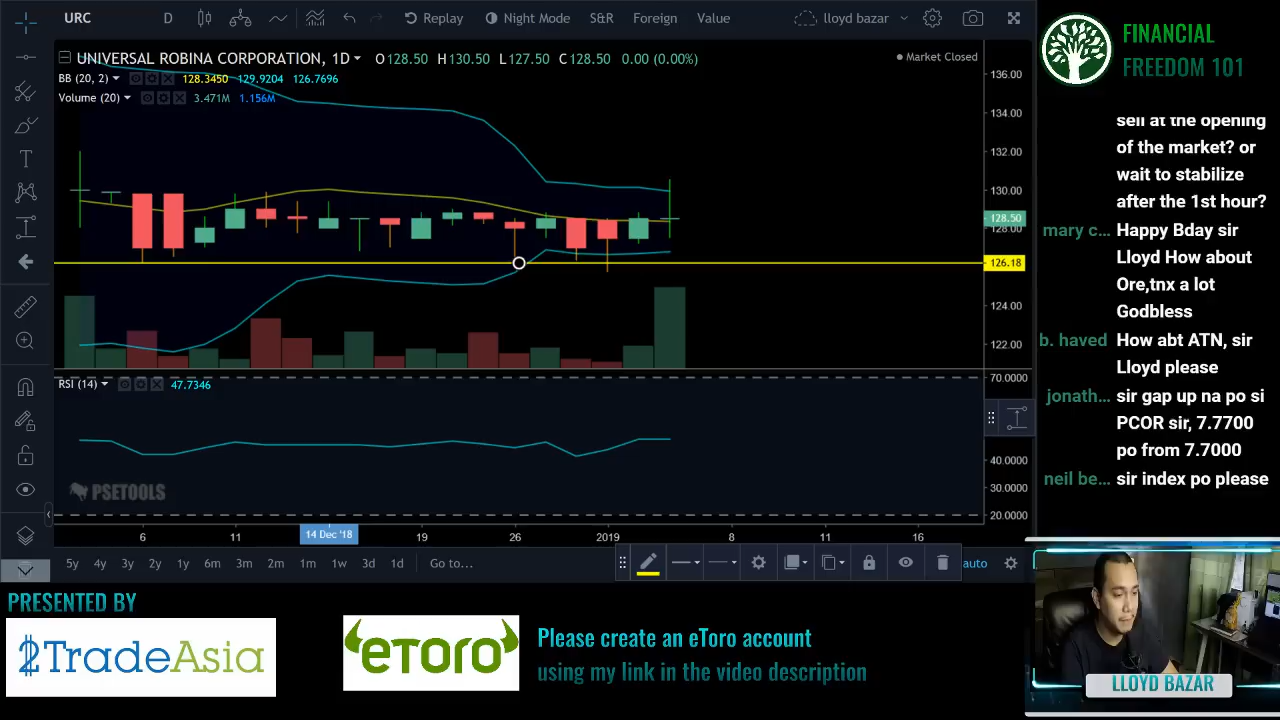 URC D Replay Night Mode S&R Foreign Value lloyd bazar
UNIVERSAL ROBINA CORPORATION, 1D O128.50 H130.50 L127.50 C128.50 0.00 (0.00%)
Market Closed
BB (20, 2) 128.3450 129.9204 126.7696
Volume (20) 3.471M 1.156M
136.00
134.00
132.00
130.00
128.50
128.00
126.18
124.00
122.00
RSI (14) 47.7346
70.0000
40.0000
30.0000
20.0000
PSETOOLS
6 11 14 Dec '18 19 26 2019 8 11 16
5y 4y 3y 2y 1y 6m 3m 2m 1m 1w 3d 1d Go to... auto
FINANCIAL
FREEDOM 101
sell at the opening
of the market? or
wait to stabilize
after the 1st hour?
mary c... Happy Bday sir
Lloyd How about
Ore,tnx a lot
Godbless
b. haved How abt ATN, sir
Lloyd please
jonath... sir gap up na po si
PCOR sir, 7.7700
po from 7.7000
neil be... sir index po please
PRESENTED BY
2TradeAsia
eToro
Please create an eToro account
using my link in the video description
LLOYD BAZAR